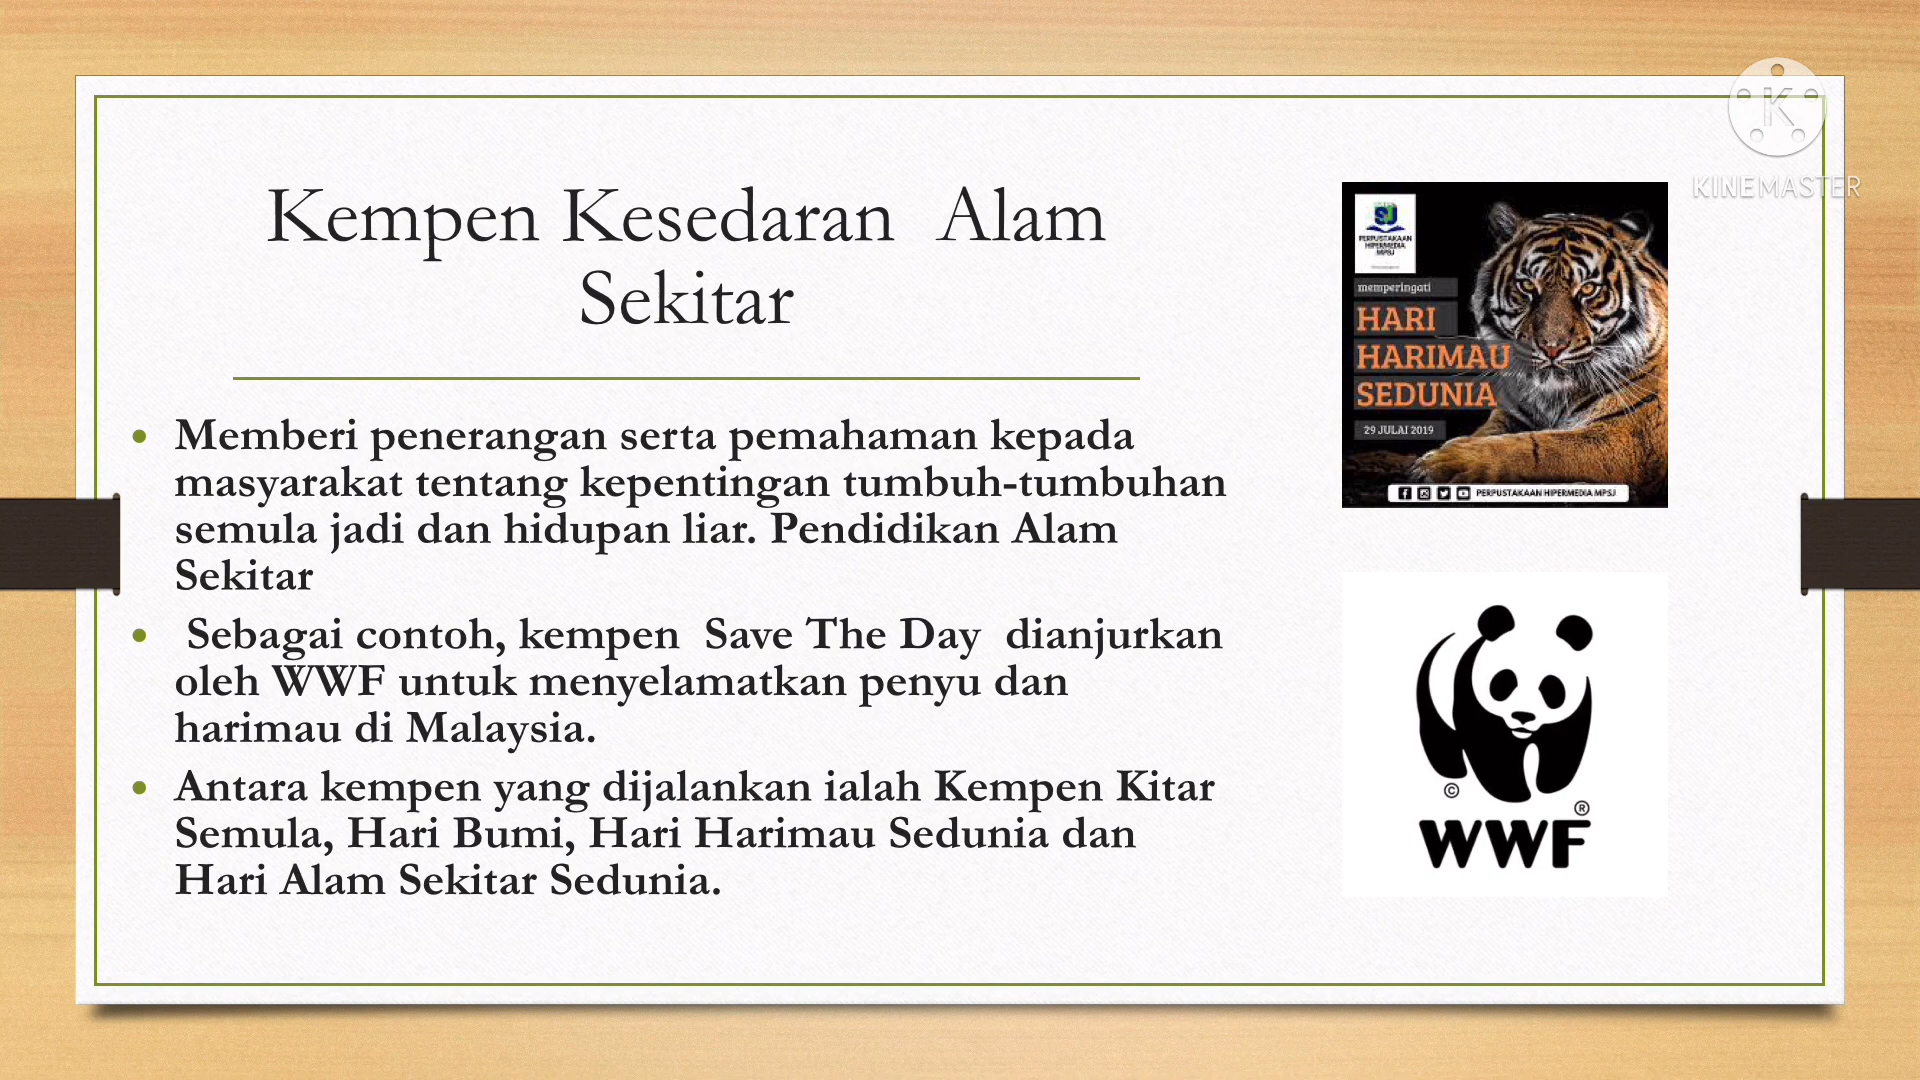 Kempen Kesedaran  Alam
Sekitar
• Memberi penerangan serta pemahaman kepada
masyarakat tentang kepentingan tumbuh-tumbuhan
semula jadi dan hidupan liar. Pendidikan Alam
Sekitar
• Sebagai contoh, kempen  Save The Day  dianjurkan
oleh WWF untuk menyelamatkan penyu dan
harimau di Malaysia.
• Antara kempen yang dijalankan ialah Kempen Kitar
Semula, Hari Bumi, Hari Harimau Sedunia dan
Hari Alam Sekitar Sedunia.
K
KINEMASTER
PERPUSTAKAAN
HIPERMEDIA
MPSJ
memperingati
HARI
HARIMAU
SEDUNIA
29 JULAI 2019
PERPUSTAKAAN HIPERMEDIA MPSJ
©
®
WWF